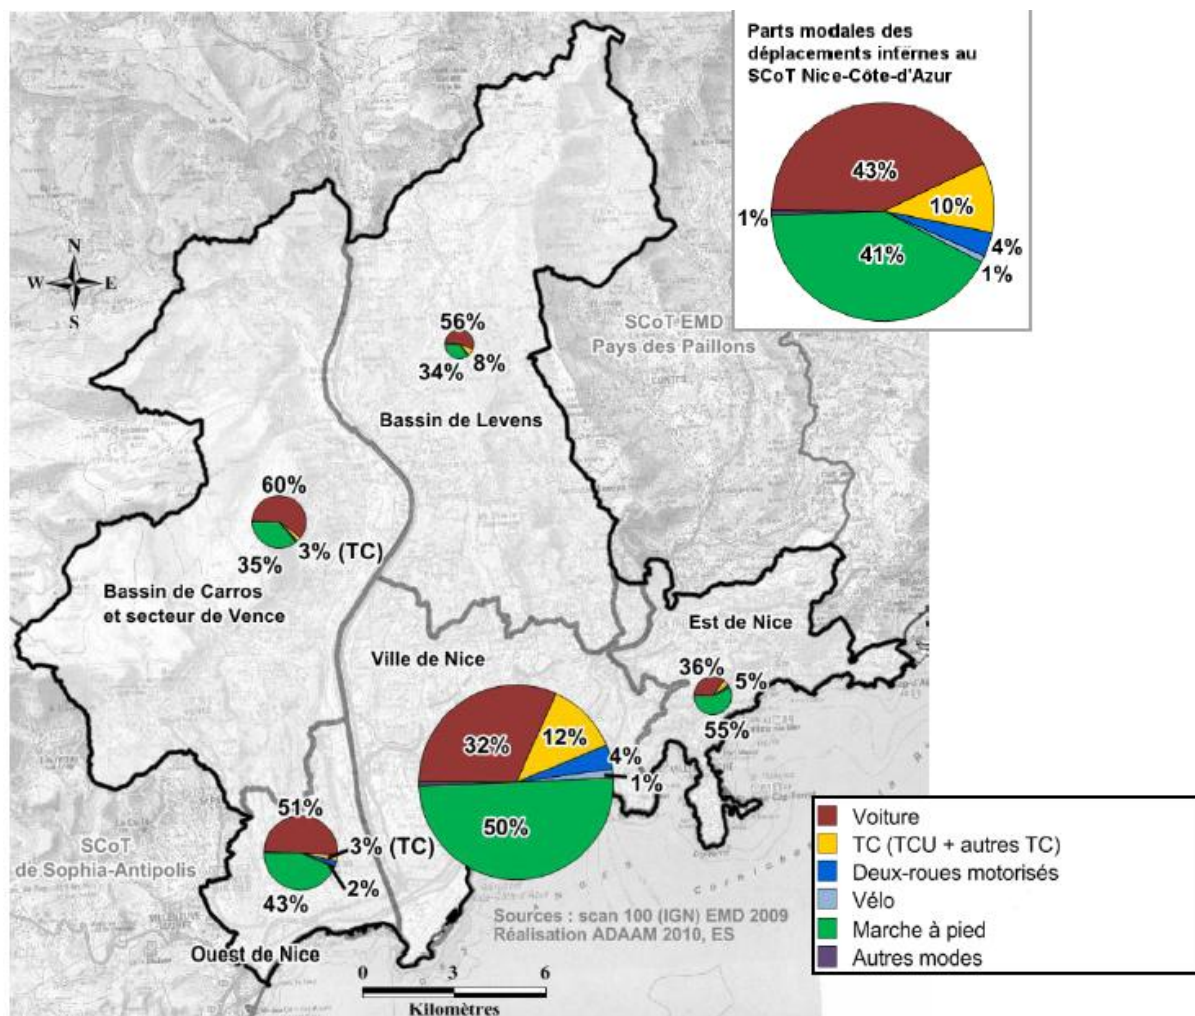 Parts modales des
déplacements internes au
SCoT Nice-Côte-d'Azur
43%
10%
1%
4%
41%
1%
N
W
E
S
SCoT EMD
Pays des Paillons
56%
34%
8%
Bassin de Levens
60%
3% (TC)
35%
Bassin de Carros
et secteur de Vence
Est de Nice
Ville de Nice
36%
5%
55%
32%
12%
4%
1%
50%
51%
3% (TC)
2%
43%
SCoT
de Sophia-Antipolis
Ouest de Nice
Sources : scan 100 (IGN) EMD 2009
Réalisation ADAAM 2010, ES
0 3 6
Kilomètres
Voiture
TC (TCU + autres TC)
Deux-roues motorisés
Vélo
Marche à pied
Autres modes